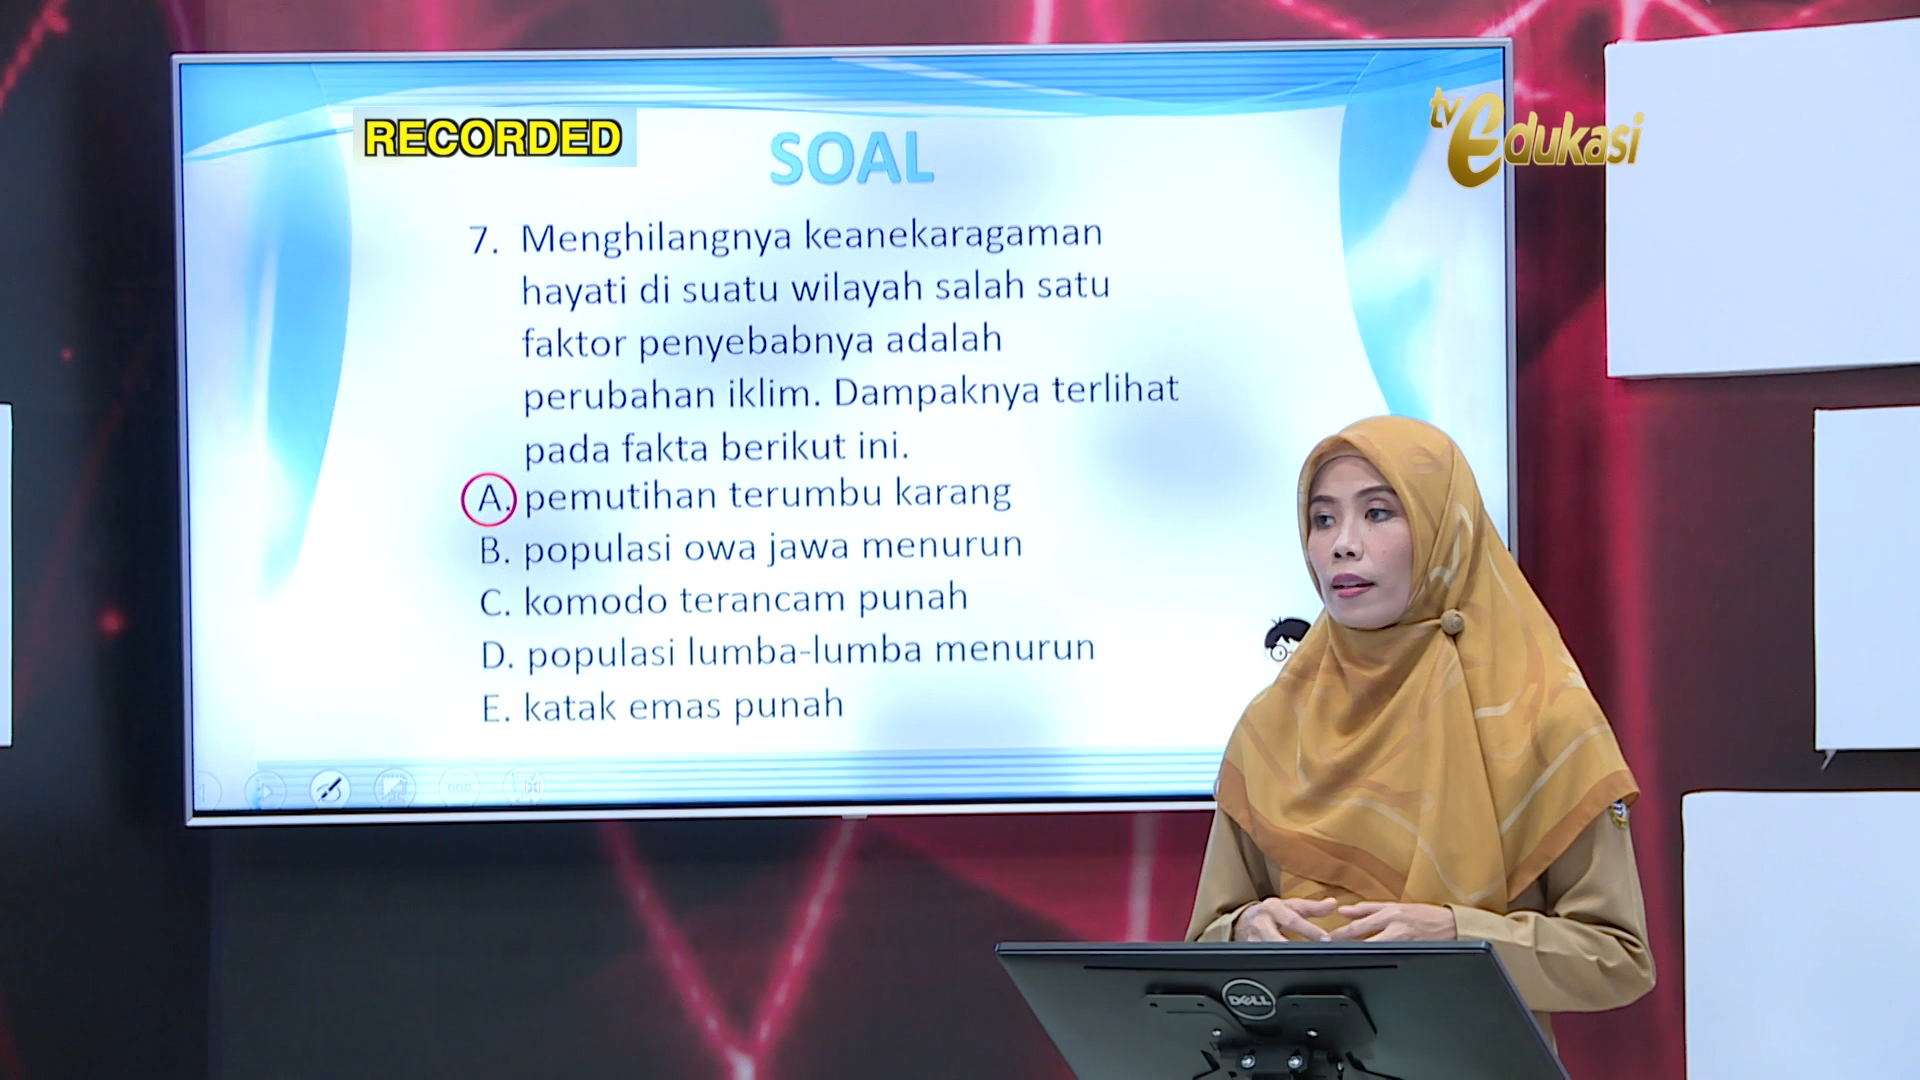 RECORDED
tv Edukasi
SOAL
7. Menghilangnya keanekaragaman
hayati di suatu wilayah salah satu
faktor penyebabnya adalah
perubahan iklim. Dampaknya terlihat
pada fakta berikut ini.
A. pemutihan terumbu karang
B. populasi owa jawa menurun
C. komodo terancam punah
D. populasi lumba-lumba menurun
E. katak emas punah
DELL